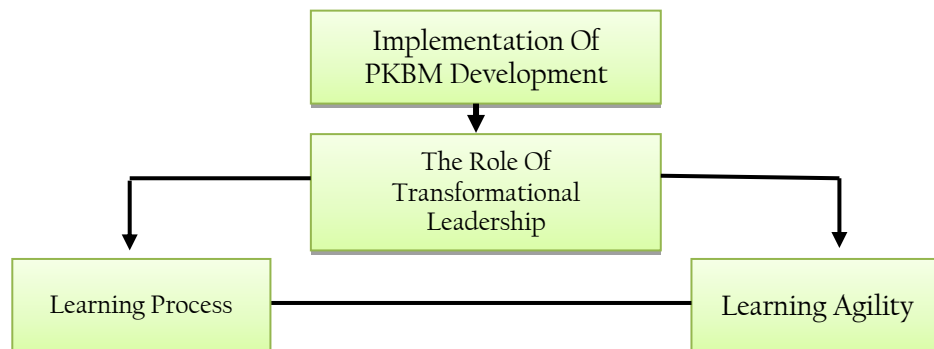 Implementation Of
PKBM Development
The Role Of
Transformational
Leadership
Learning Process
Learning Agility